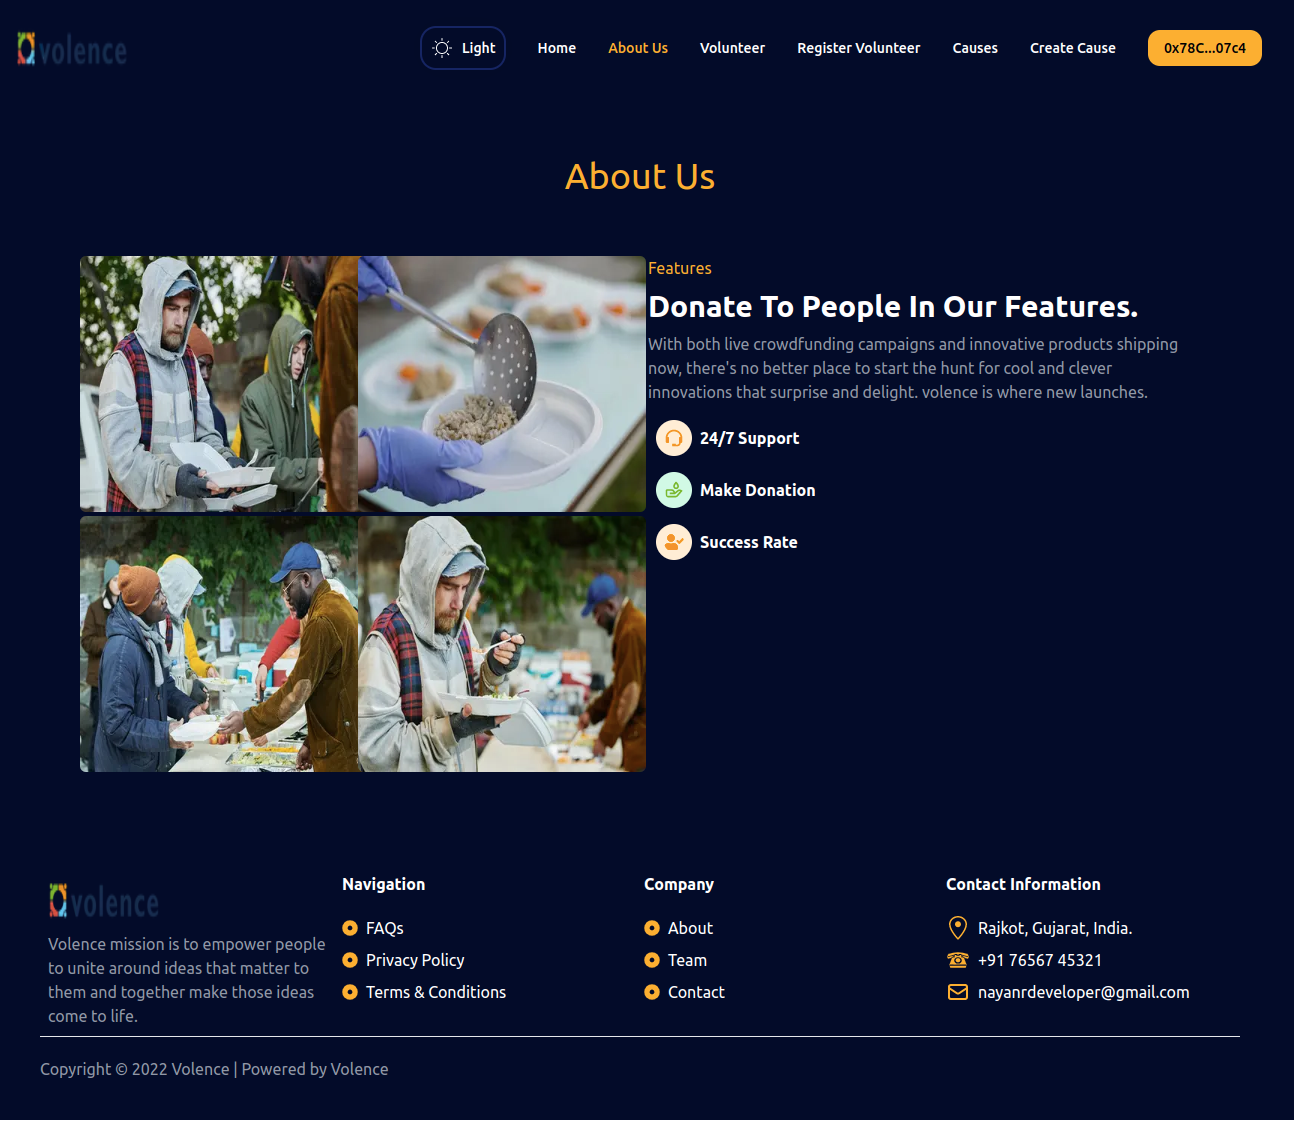 volence
Light
Home
About Us
Volunteer
Register Volunteer
Causes
Create Cause
0x78C...07c4
About Us
Features
Donate To People In Our Features.
With both live crowdfunding campaigns and innovative products shipping
now, there's no better place to start the hunt for cool and clever
innovations that surprise and delight. volence is where new launches.
24/7 Support
Make Donation
Success Rate
volence
Volence mission is to empower people
to unite around ideas that matter to
them and together make those ideas
come to life.
Navigation
FAQs
Privacy Policy
Terms & Conditions
Company
About
Team
Contact
Contact Information
Rajkot, Gujarat, India.
+91 76567 45321
nayanrdeveloper@gmail.com
Copyright © 2022 Volence | Powered by Volence